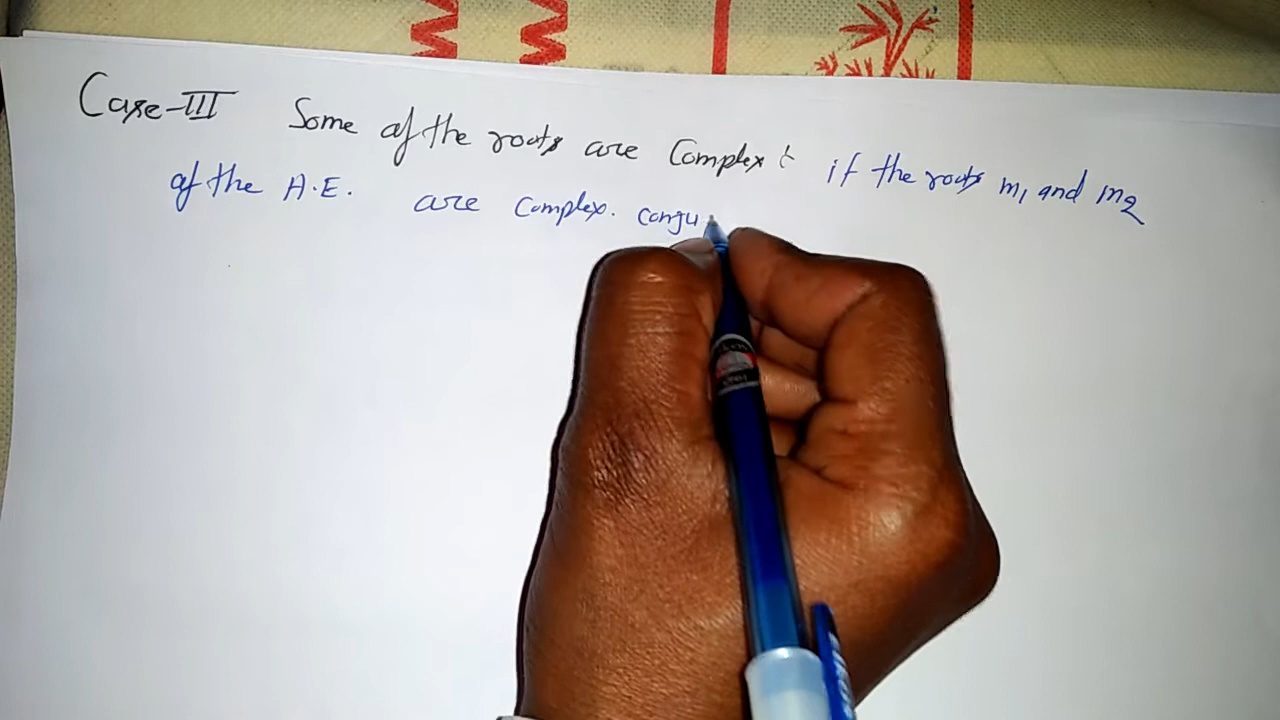 Case-III Some of the roots are Complex :- if the roots m1 and m2
of the A.E. are complex. conju